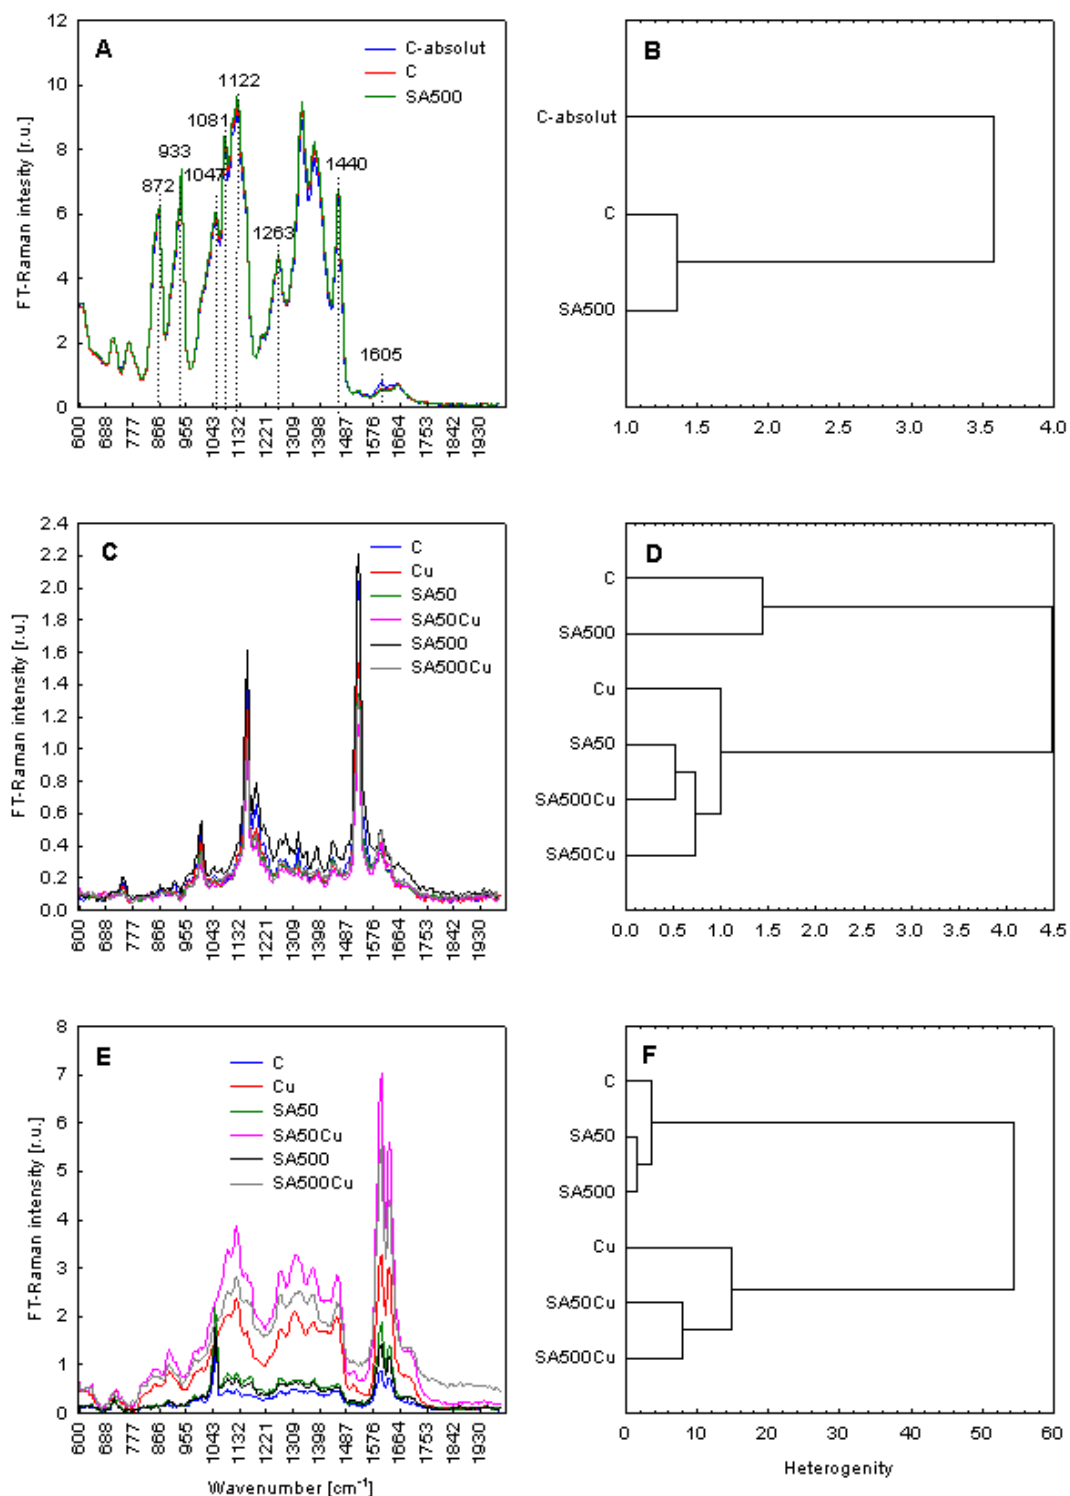 A
C-absolut
C
SA500
FT-Raman intesity [r.u.]
12
10
8
6
4
2
0
872
933
1047
1081
1122
1263
1440
1605
600 688 777 866 955 1043 1132 1221 1309 1398 1487 1576 1664 1753 1842 1930
B
C-absolut
C
SA500
1.0 1.5 2.0 2.5 3.0 3.5 4.0
C
C
Cu
SA50
SA50Cu
SA500
SA500Cu
FT-Raman intensity [r.u.]
2.4
2.2
2.0
1.8
1.6
1.4
1.2
1.0
0.8
0.6
0.4
0.2
0.0
600 688 777 866 955 1043 1132 1221 1309 1398 1487 1576 1664 1753 1842 1930
D
C
SA500
Cu
SA50
SA500Cu
SA50Cu
0.0 0.5 1.0 1.5 2.0 2.5 3.0 3.5 4.0 4.5
E
C
Cu
SA50
SA50Cu
SA500
SA500Cu
FT-Raman intensity [r.u.]
8
7
6
5
4
3
2
1
0
600 688 777 866 955 1043 1132 1221 1309 1398 1487 1576 1664 1753 1842 1930
Wavenumber [cm⁻¹]
F
C
SA50
SA500
Cu
SA50Cu
SA500Cu
0 10 20 30 40 50 60
Heterogenity